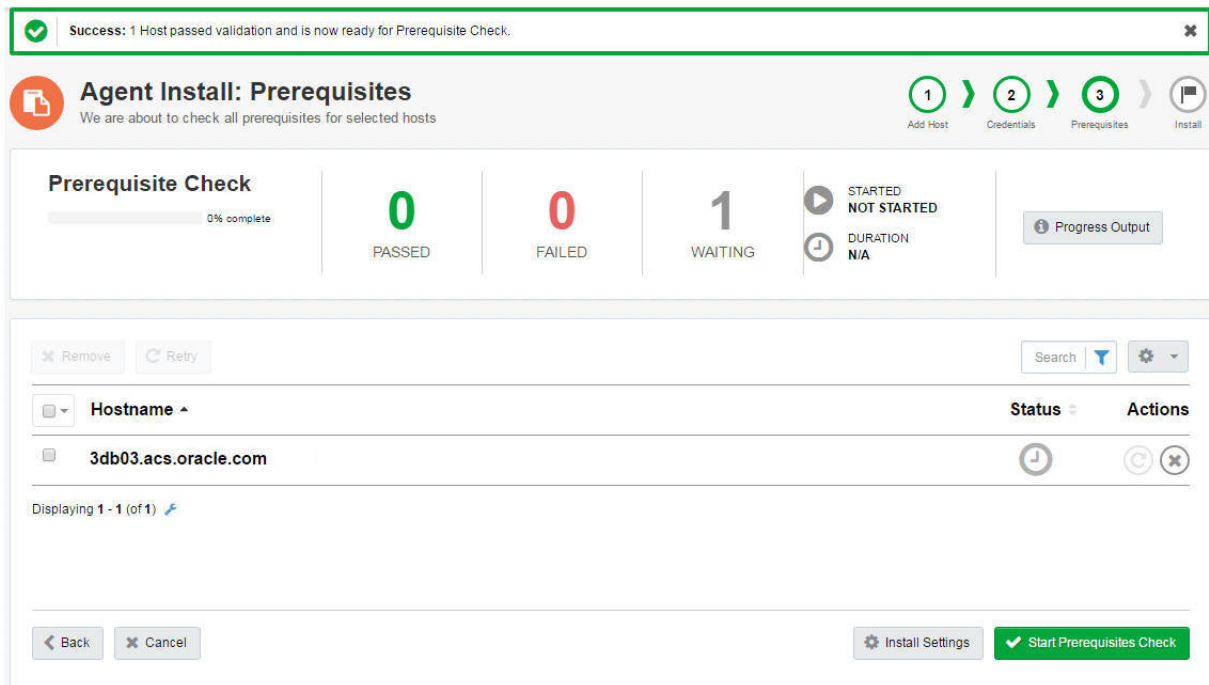 Success: 1 Host passed validation and is now ready for Prerequisite Check.
Agent Install: Prerequisites
We are about to check all prerequisites for selected hosts
1
2
3
Add Host
Credentials
Prerequisites
Install
Prerequisite Check
0% complete
0
PASSED
0
FAILED
1
WAITING
STARTED
NOT STARTED
DURATION
N/A
Progress Output
Remove
Retry
Search
Hostname
Status
Actions
3db03.acs.oracle.com
Displaying 1 - 1 (of 1)
Back
Cancel
Install Settings
Start Prerequisites Check